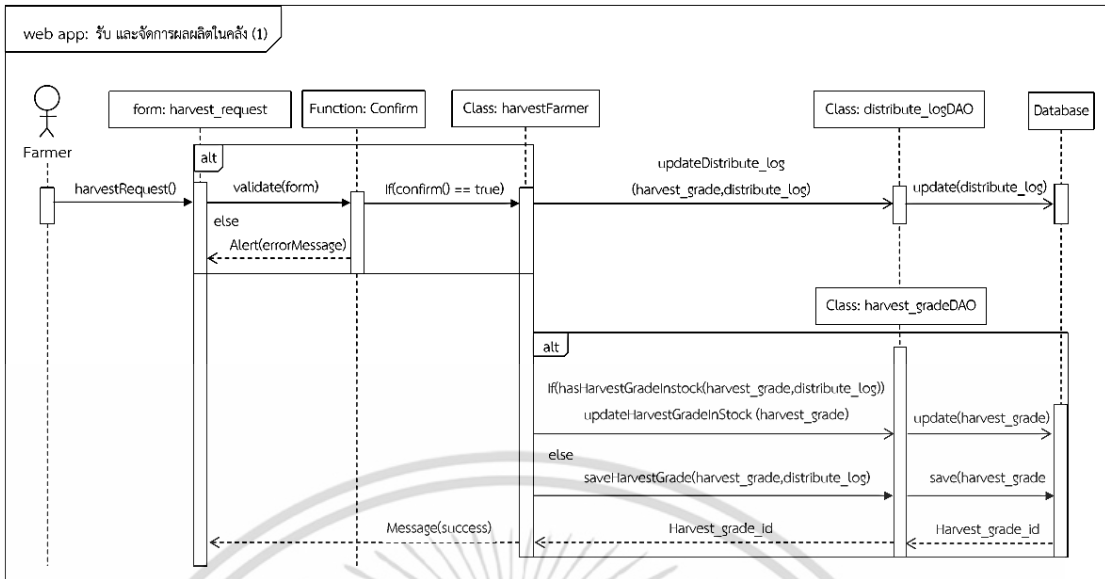 web app: รับ และจัดการผลผลิตในคลัง (1)
Farmer
form: harvest_request
Function: Confirm
Class: harvestFarmer
Class: distribute_logDAO
Database
alt
harvestRequest()
validate(form)
If(confirm() == true)
updateDistribute_log
(harvest_grade,distribute_log)
update(distribute_log)
else
Alert(errorMessage)
Class: harvest_gradeDAO
alt
If(hasHarvestGradeInstock(harvest_grade,distribute_log))
updateHarvestGradeInStock (harvest_grade)
update(harvest_grade)
else
saveHarvestGrade(harvest_grade,distribute_log)
save(harvest_grade
Message(success)
Harvest_grade_id
Harvest_grade_id